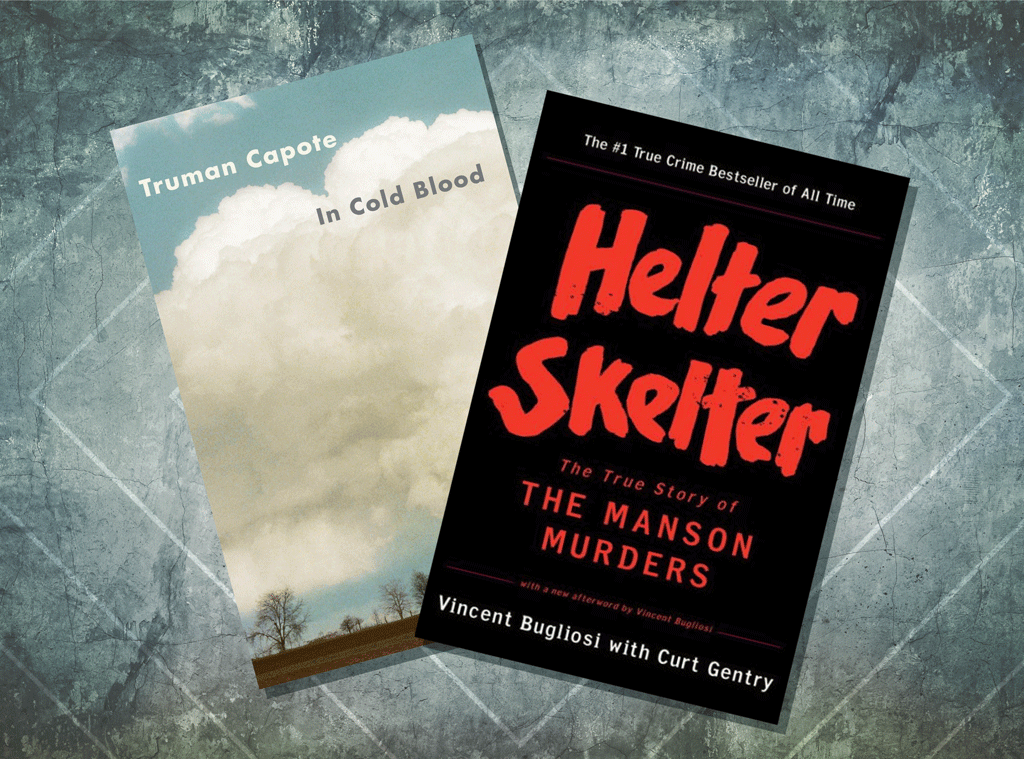 Truman Capote
In Cold Blood
The #1 True Crime Bestseller of All Time
Helter
Skelter
The True Story of
THE MANSON
MURDERS
with a new afterword by Vincent Bugliosi
Vincent Bugliosi with Curt Gentry